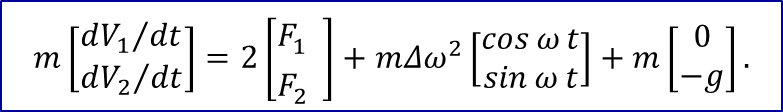 m [dV₁/dt dV₂/dt] = 2 [F₁ F₂] + mΔω² [cos ω t sin ω t] + m [0 −g] .